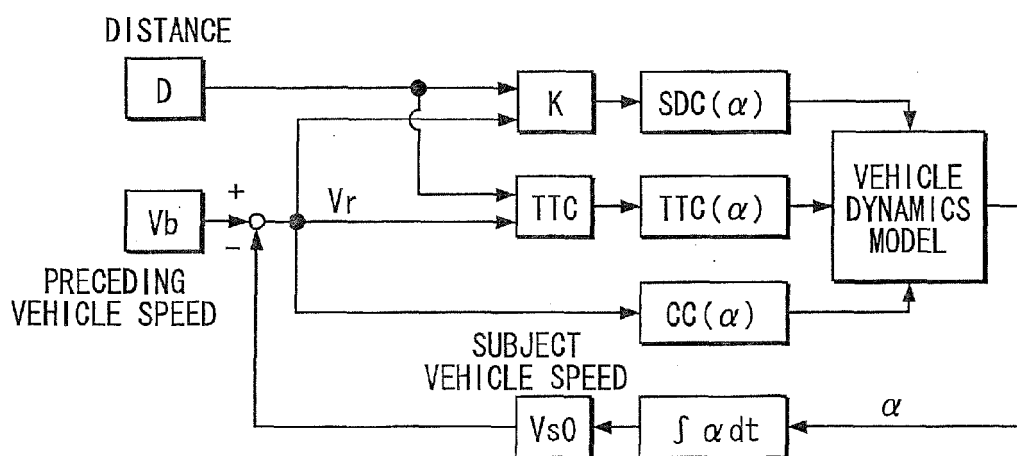 DISTANCE
D
K
SDC(α)
VEHICLE
DYNAMICS
MODEL
+
Vb
−
Vr
TTC
TTC(α)
PRECEDING
VEHICLE SPEED
CC(α)
SUBJECT
VEHICLE SPEED
Vs0
∫ αdt
α